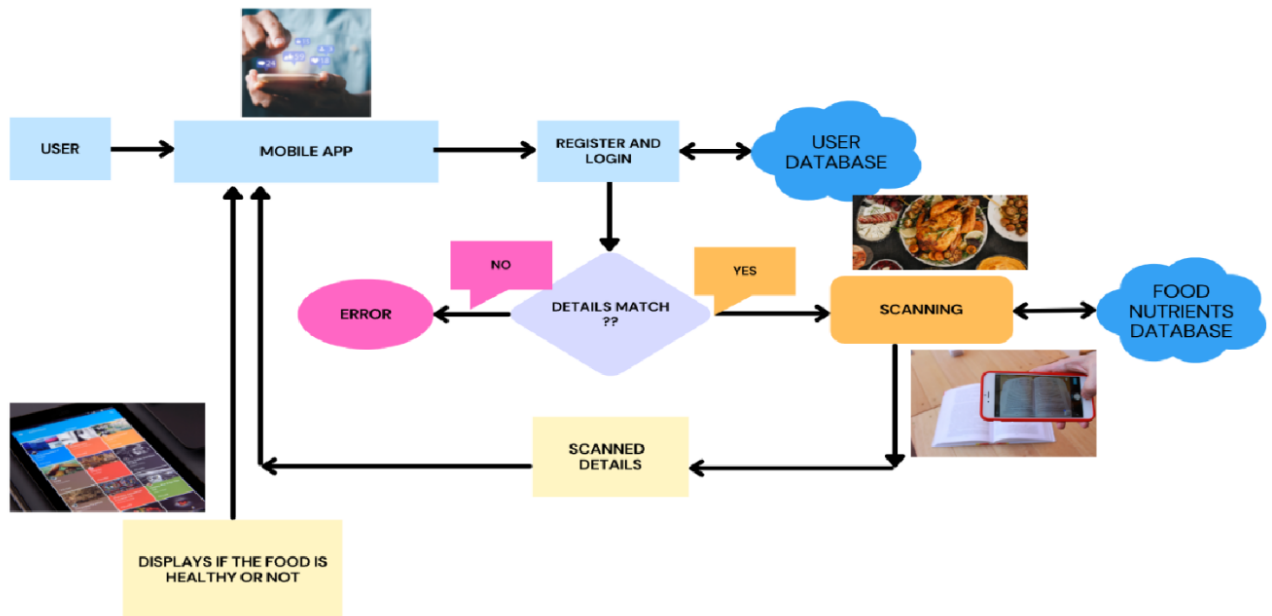 USER
MOBILE APP
REGISTER AND
LOGIN
USER
DATABASE
NO
YES
ERROR
DETAILS MATCH
??
SCANNING
FOOD
NUTRIENTS
DATABASE
SCANNED
DETAILS
DISPLAYS IF THE FOOD IS
HEALTHY OR NOT